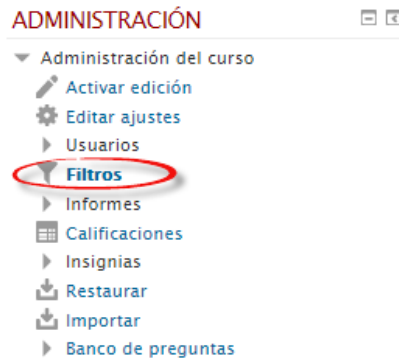 ADMINISTRACIÓN
Administración del curso
Activar edición
Editar ajustes
Usuarios
Filtros
Informes
Calificaciones
Insignias
Restaurar
Importar
Banco de preguntas